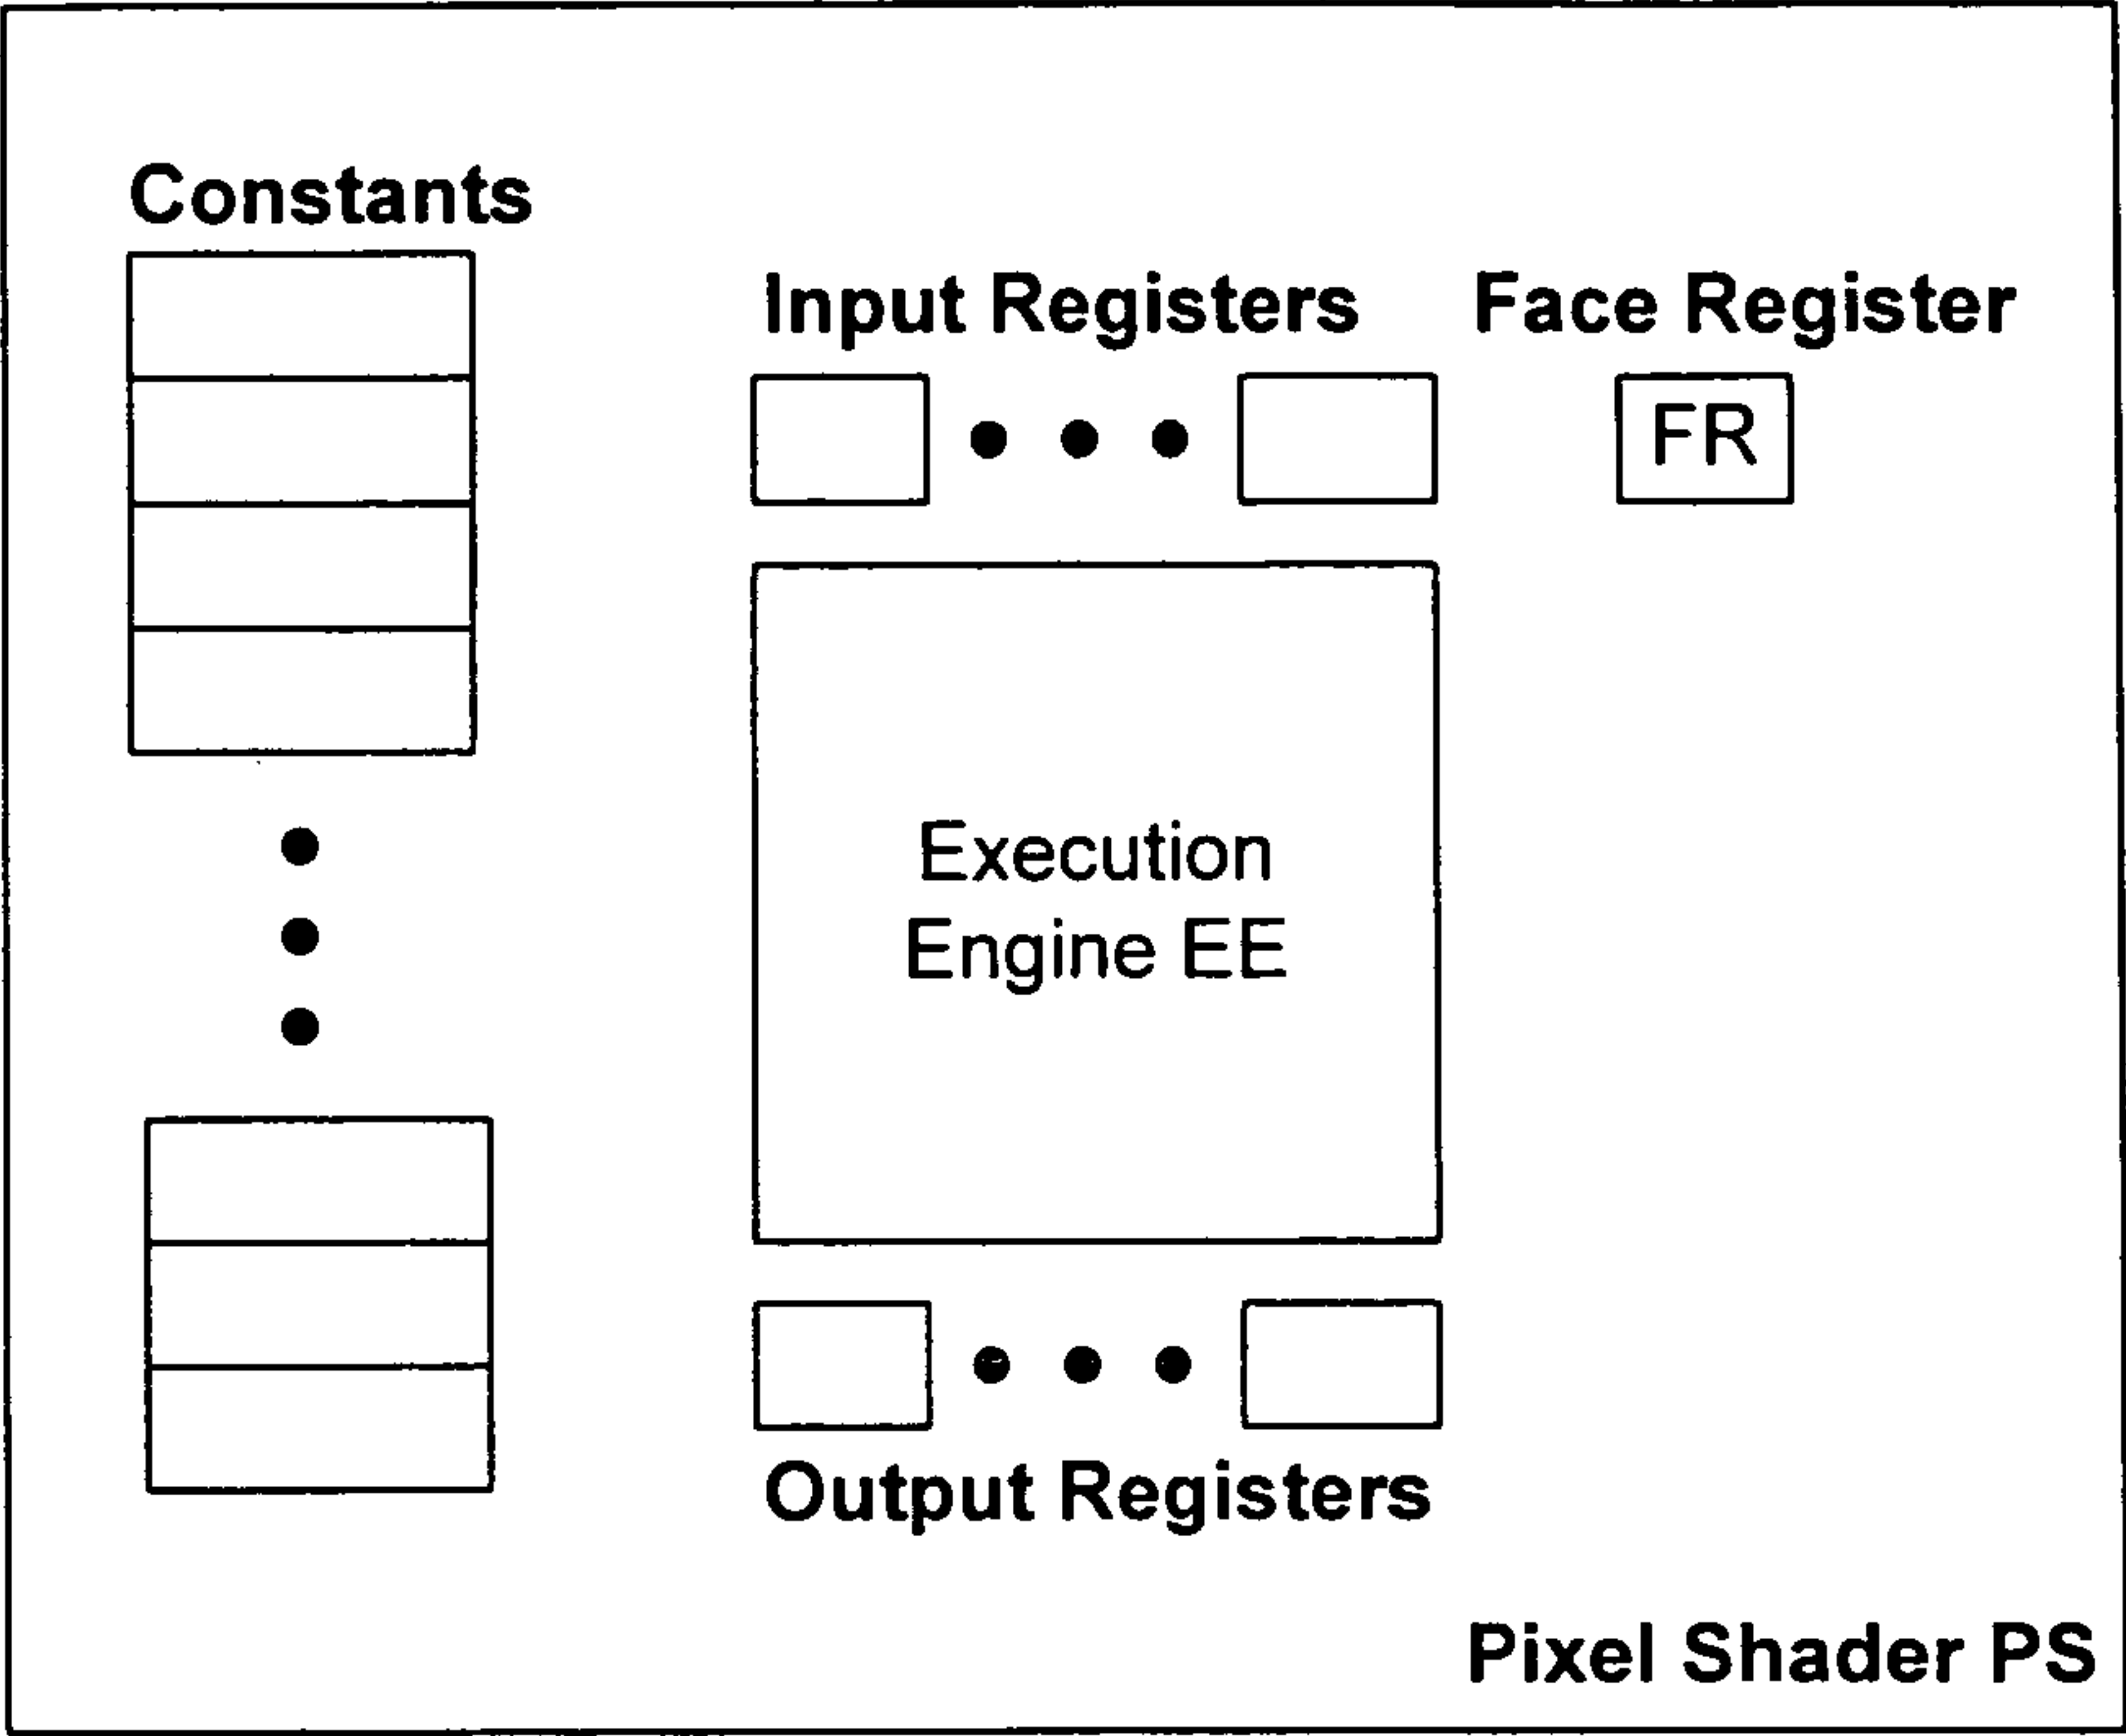 Constants
Input Registers
Face Register
FR
Execution
Engine EE
Output Registers
Pixel Shader PS